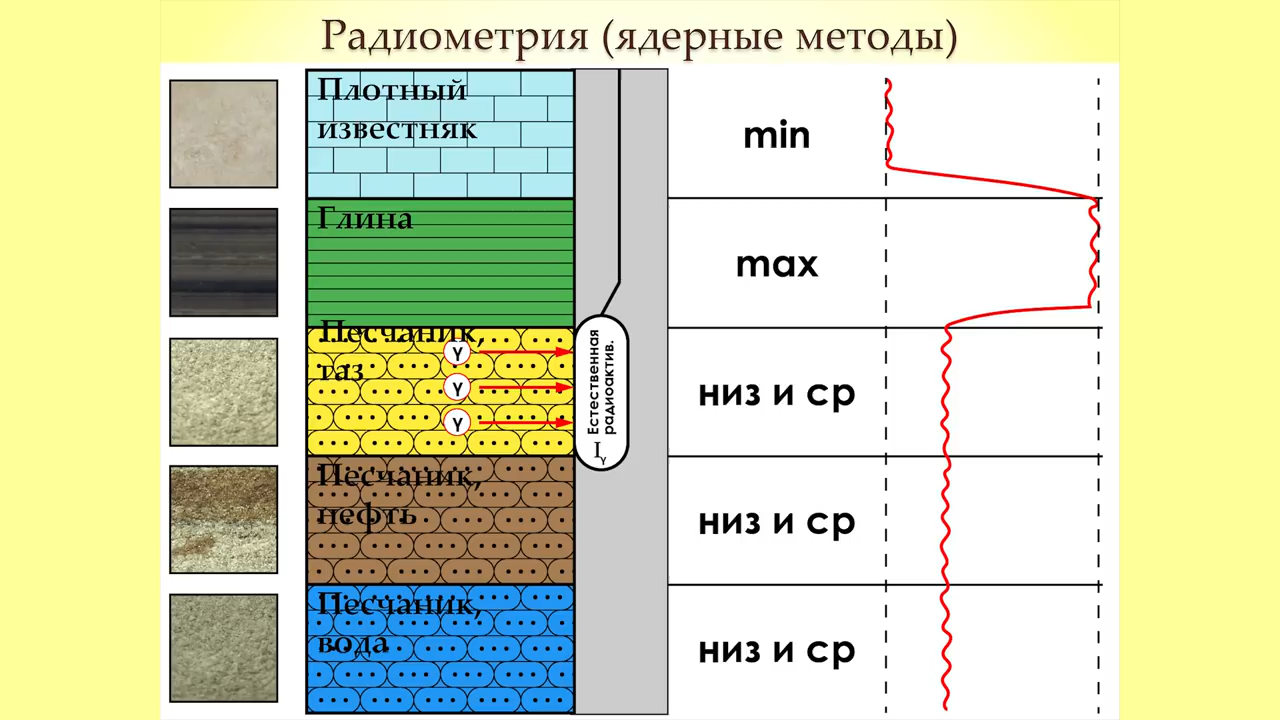 Радиометрия (ядерные методы)
Плотный
известняк
min
Глина
max
Песчаник,
газ
γ
γ
γ
Естественная
радиоактив.
Iγ
низ и ср
Песчаник,
нефть
низ и ср
Песчаник,
вода
низ и ср